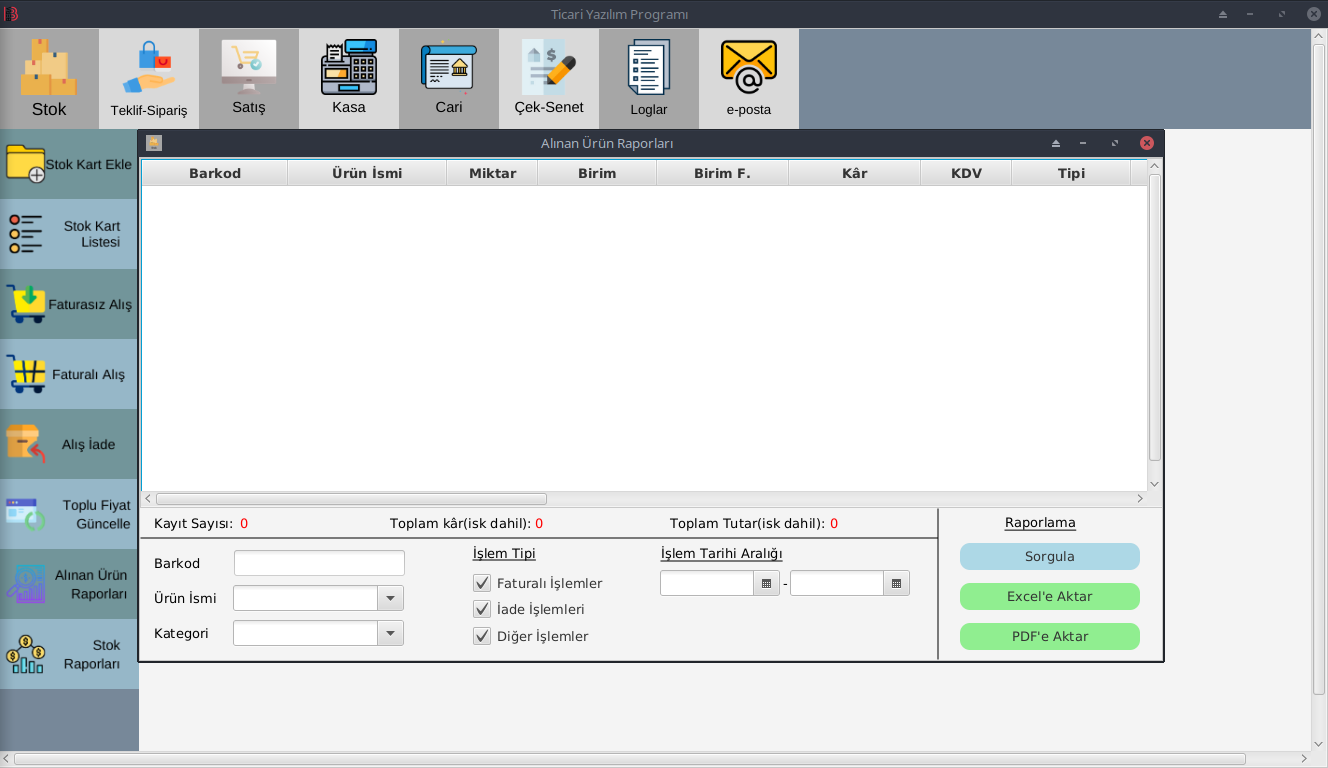 Ticari Yazılım Programı
Stok
Teklif-Sipariş
Satış
Kasa
Cari
Çek-Senet
Loglar
e-posta
Stok Kart Ekle
Stok Kart
Listesi
Faturasız Alış
Faturalı Alış
Alış İade
Toplu Fiyat
Güncelle
Alınan Ürün
Raporları
Stok
Raporları
Alınan Ürün Raporları
Barkod
Ürün İsmi
Miktar
Birim
Birim F.
Kâr
KDV
Tipi
Kayıt Sayısı: 0
Toplam kâr(isk dahil): 0
Toplam Tutar(isk dahil): 0
Barkod
Ürün İsmi
Kategori
İşlem Tipi
Faturalı İşlemler
İade İşlemleri
Diğer İşlemler
İşlem Tarihi Aralığı
-
Raporlama
Sorgula
Excel'e Aktar
PDF'e Aktar